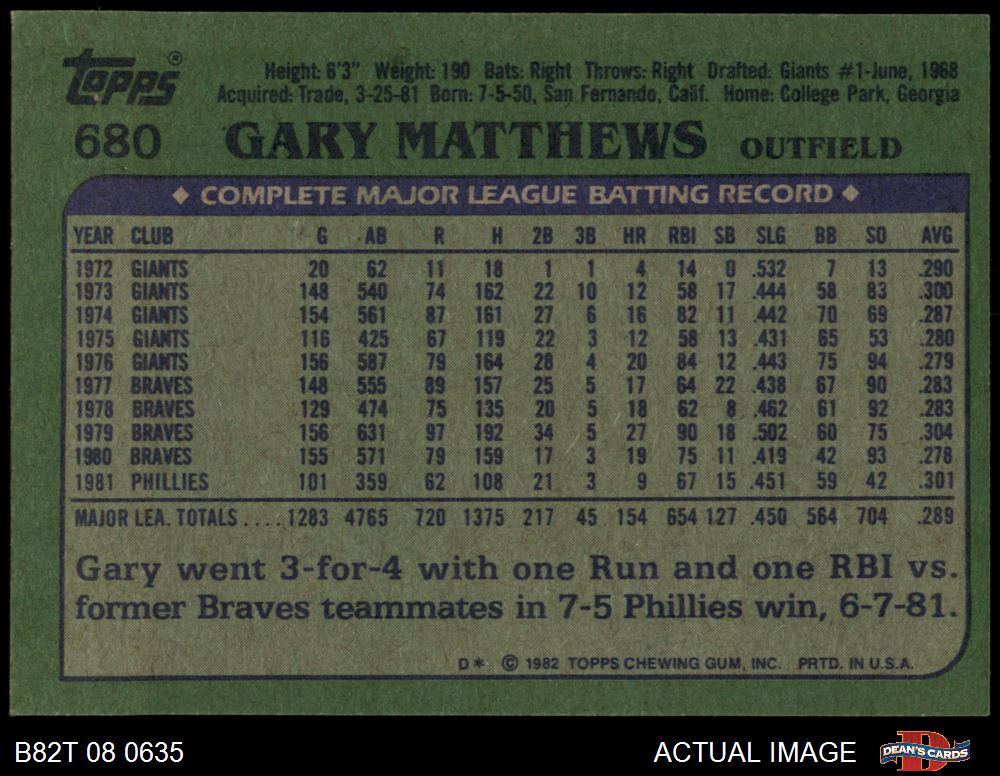 Topps®
Height: 6'3" Weight: 190 Bats: Right Throws: Right Drafted: Giants #1-June, 1968
Acquired: Trade, 3-25-81 Born: 7-5-50, San Fernando, Calif. Home: College Park, Georgia
680 GARY MATTHEWS OUTFIELD
◆ COMPLETE MAJOR LEAGUE BATTING RECORD ◆
YEAR CLUB G AB R H 2B 3B HR RBI SB SLG BB SO AVG
1972 GIANTS 20 62 11 18 1 1 4 14 0 .532 7 13 .290
1973 GIANTS 148 540 74 162 22 10 12 58 17 .444 58 83 .300
1974 GIANTS 154 561 87 161 27 6 16 82 11 .442 70 69 .287
1975 GIANTS 116 425 67 119 22 3 12 58 13 .431 65 53 .280
1976 GIANTS 156 587 79 164 28 4 20 84 12 .443 75 94 .279
1977 BRAVES 148 555 89 157 25 5 17 64 22 .438 67 90 .283
1978 BRAVES 129 474 75 135 20 5 18 62 8 .462 61 92 .283
1979 BRAVES 156 631 97 192 34 5 27 90 18 .502 60 75 .304
1980 BRAVES 155 571 79 159 17 3 19 75 11 .419 42 93 .278
1981 PHILLIES 101 359 62 108 21 3 9 67 15 .451 59 42 .301
MAJOR LEA. TOTALS .... 1283 4765 720 1375 217 45 154 654 127 .450 564 704 .289
Gary went 3-for-4 with one Run and one RBI vs.
former Braves teammates in 7-5 Phillies win, 6-7-81.
D* © 1982 TOPPS CHEWING GUM, INC. PRTD. IN U.S.A.
B82T 08 0635 ACTUAL IMAGE D DEAN'S CARDS